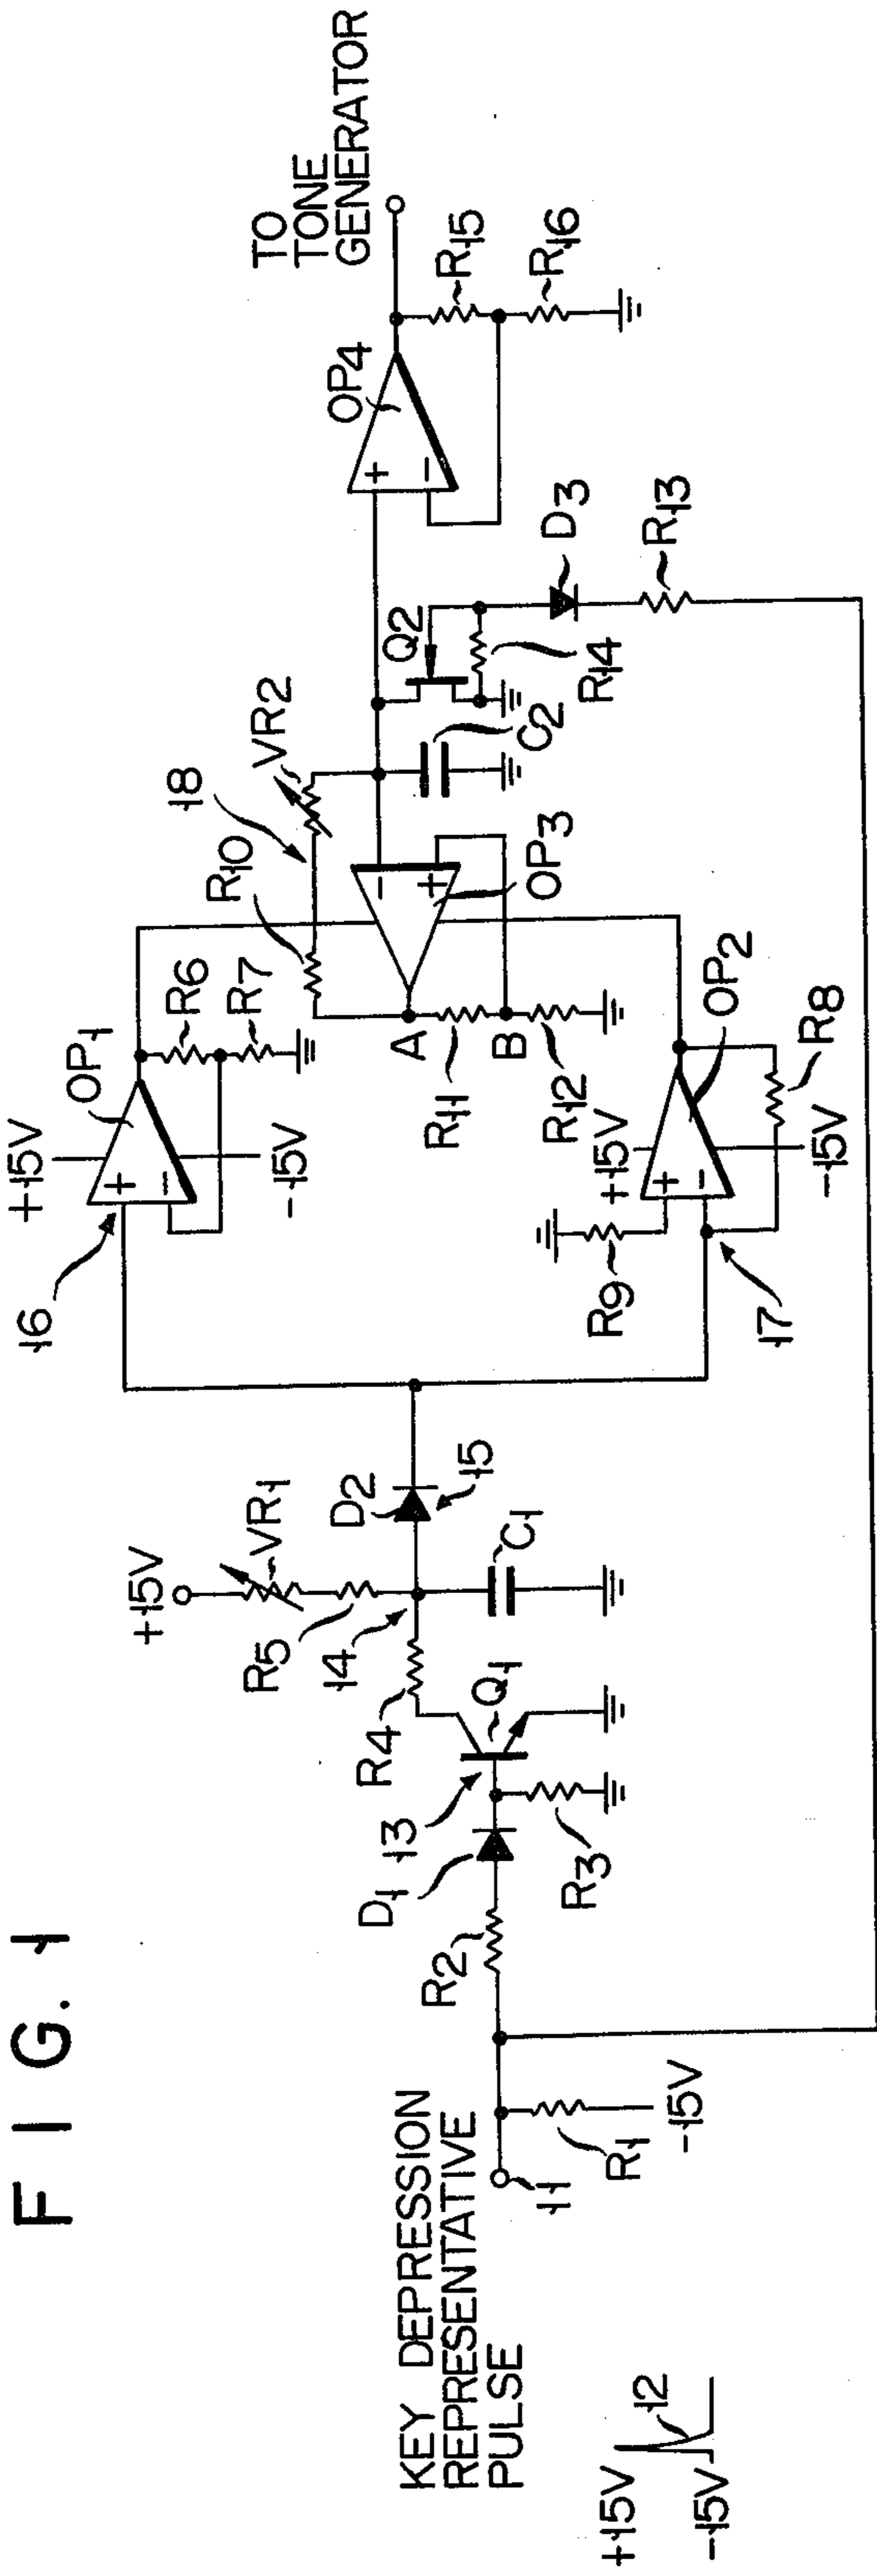 FIG. 1
KEY DEPRESSION
REPRESENTATIVE
PULSE
+15V
-15V
12
11
R1
-15V
R2
D1
13
R3
Q1
R4
14
R5
+15V
VR1
C1
D2
15
16
+15V
OP1
+
-
-15V
R6
R7
R9
17
+15V
+
-
OP2
-15V
R8
A
R11
B
R12
R10
18
VR2
-
+
OP3
C2
Q2
R14
D3
R13
OP4
+
-
R15
R16
TO
TONE
GENERATOR